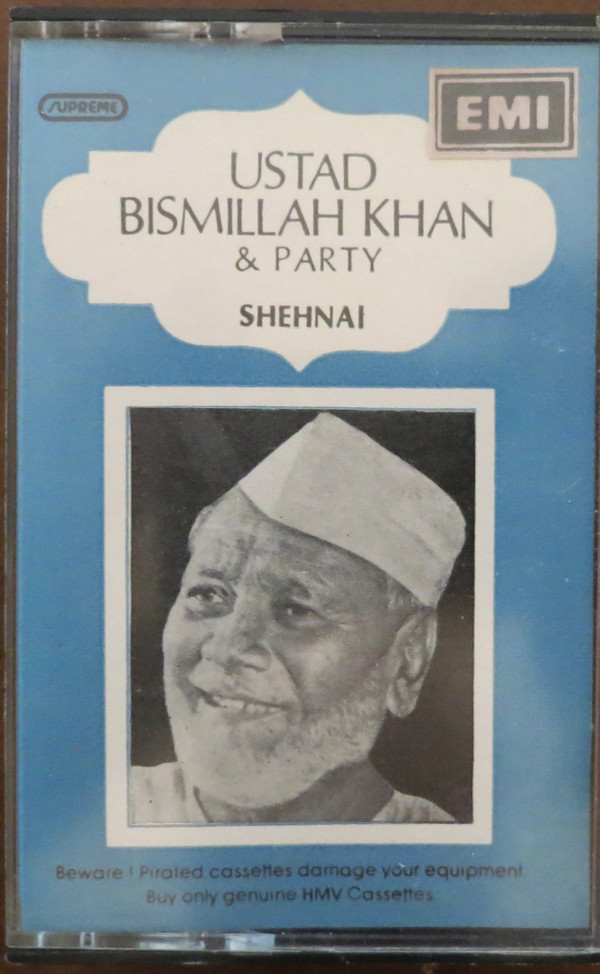 SUPREME
EMI
USTAD
BISMILLAH KHAN
& PARTY
SHEHNAI
Beware ! Pirated cassettes damage your equipment.
Buy only genuine HMV Cassettes.